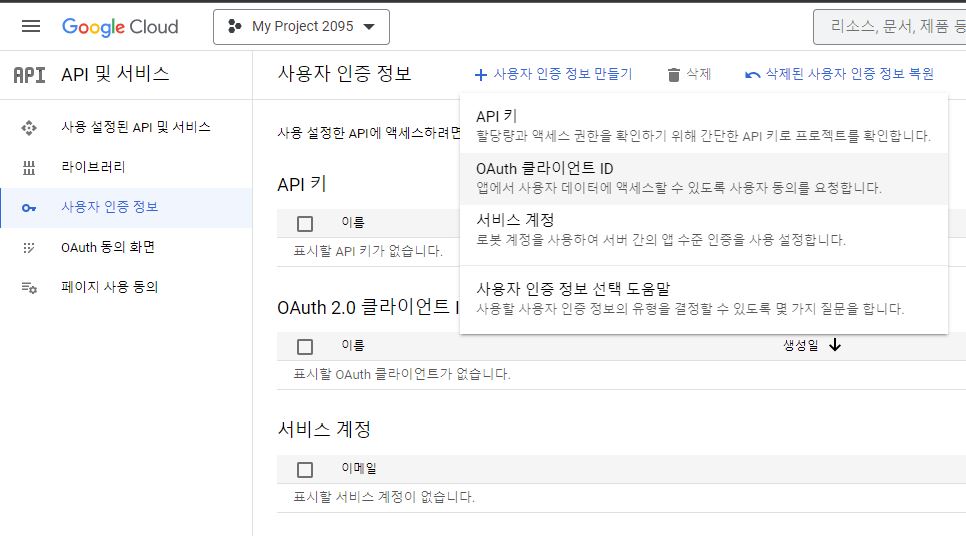 Google Cloud
My Project 2095
리소스, 문서, 제품 등
API API 및 서비스
사용자 인증 정보
사용자 인증 정보 만들기
삭제
삭제된 사용자 인증 정보 복원
사용 설정된 API 및 서비스
라이브러리
사용자 인증 정보
OAuth 동의 화면
페이지 사용 동의
사용 설정한 API에 액세스하려면
API 키
할당량과 액세스 권한을 확인하기 위해 간단한 API 키로 프로젝트를 확인합니다.
OAuth 클라이언트 ID
앱에서 사용자 데이터에 액세스할 수 있도록 사용자 동의를 요청합니다.
서비스 계정
로봇 계정을 사용하여 서버 간의 앱 수준 인증을 사용 설정합니다.
사용자 인증 정보 선택 도움말
사용할 사용자 인증 정보의 유형을 결정할 수 있도록 몇 가지 질문을 합니다.
API 키
이름
표시할 API 키가 없습니다.
OAuth 2.0 클라이언트 I
이름
생성일
표시할 OAuth 클라이언트가 없습니다.
서비스 계정
이메일
표시할 서비스 계정이 없습니다.